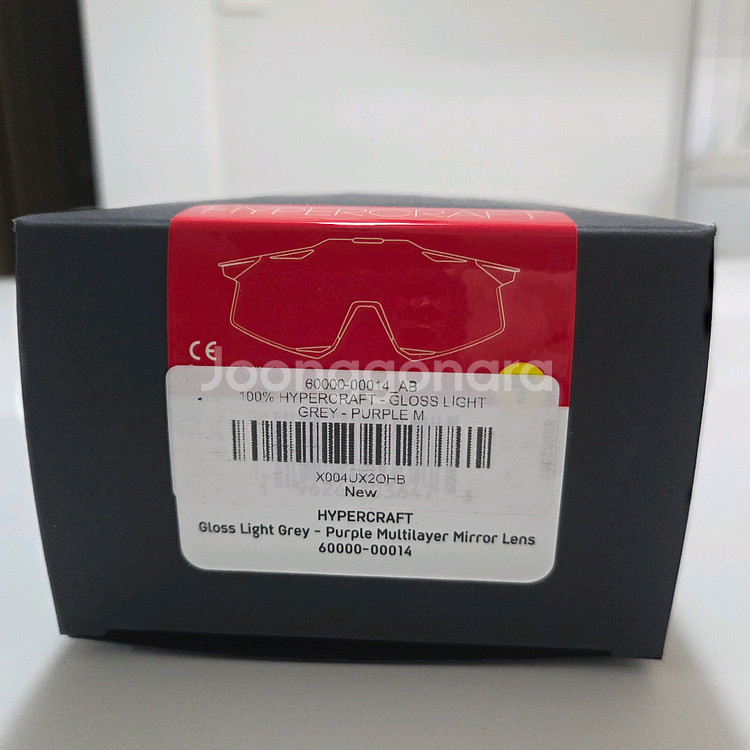 HYPERCRAFT
CE
Joonggonara
60000-00014_AB
100% HYPERCRAFT - GLOSS LIGHT
GREY - PURPLE M
X004UX2OHB
New
HYPERCRAFT
Gloss Light Grey - Purple Multilayer Mirror Lens
60000-00014